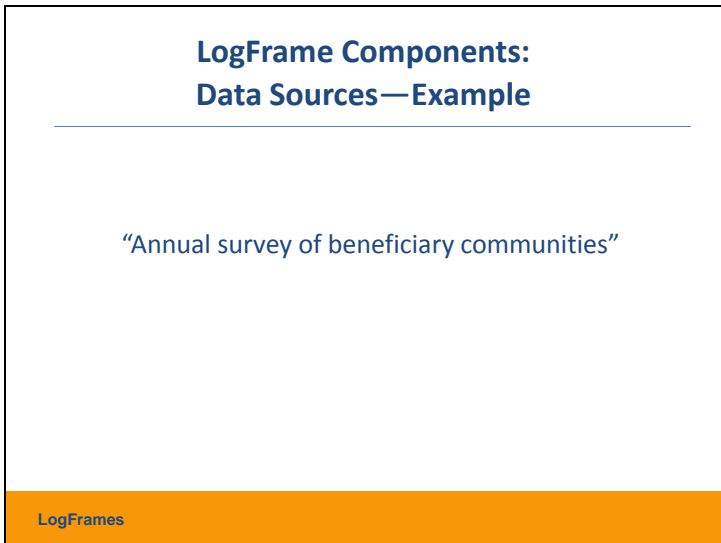 LogFrame Components:
Data Sources—Example
“Annual survey of beneficiary communities”
LogFrames